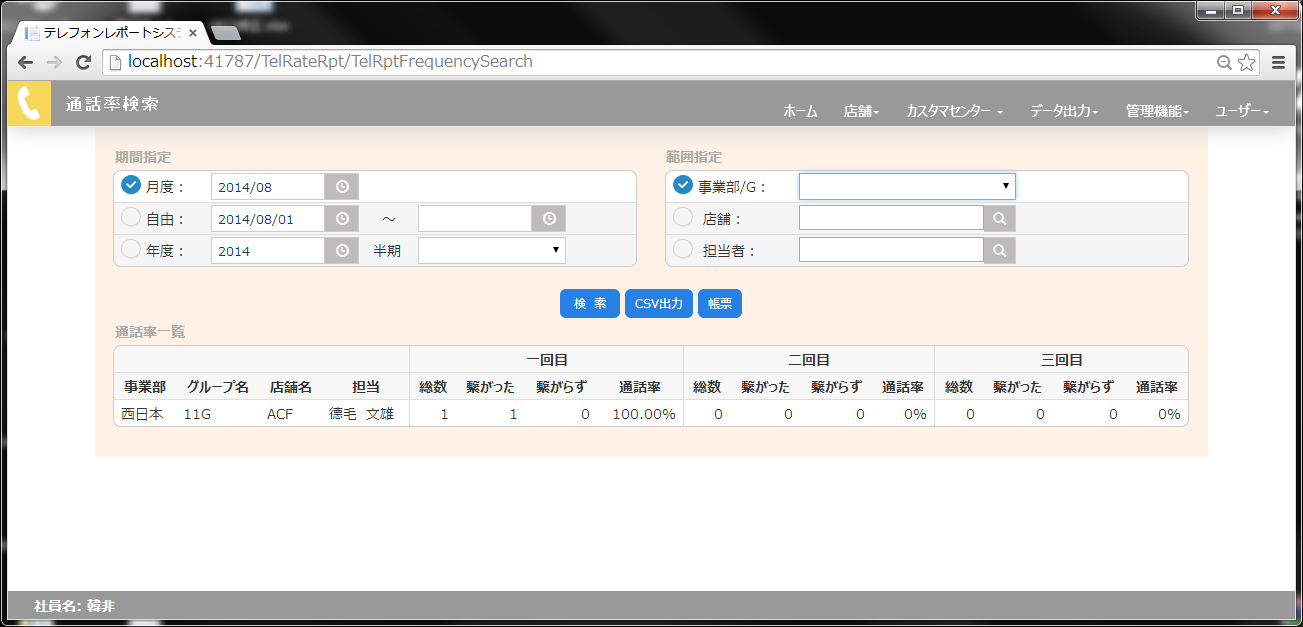 テレフォンレポートシステ
localhost:41787/TelRateRpt/TelRptFrequencySearch
通話率検索
ホーム 店舗 カスタマセンター データ出力 管理機能 ユーザー
期間指定 範囲指定
月度： 2014/08 事業部/G：
自由： 2014/08/01 ～ 店舗：
年度： 2014 半期 担当者：
検 索 CSV出力 帳票
通話率一覧
一回目 二回目 三回目
事業部 グループ名 店舗名 担当 総数 繋がった 繋がらず 通話率 総数 繋がった 繋がらず 通話率 総数 繋がった 繋がらず 通話率
西日本 11G ACF 徳毛 文雄 1 1 0 100.00% 0 0 0 0% 0 0 0 0%
社員名: 韓非